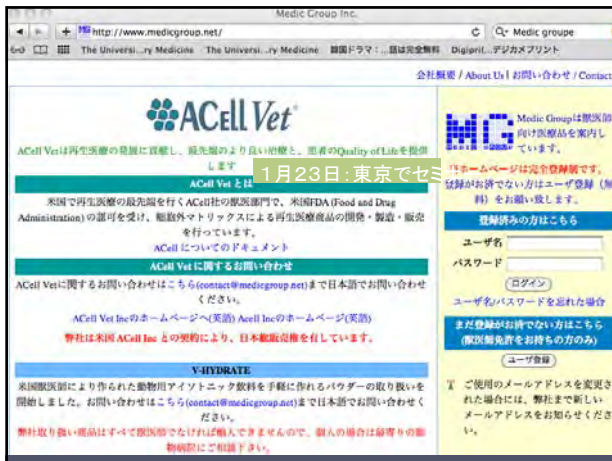 Medic Group Inc.
http://www.medicgroup.net/
Medic groupe
The Universi...ry Medicine The Universi...ry Medicine 韓国ドラマ:...話は完全無料 Digipri(...デジカメプリント
会社概要 / About Us | お問い合わせ / Contact
ACell Vet
ACell Vetは再生医療の発展に貢献し、最先端のより良い治療と、患者のQuality of Lifeを提供
します
1月23日:東京でセミ
ACell Vet とは
米国で再生医療の最先端を行くACell社の獣医部門で、米国FDA (Food and Drug
Administration) の認可を受け、細胞外マトリックスによる再生医療商品の開発・製造・販売
を行っています。
ACell についてのドキュメント
ACell Vetに関するお問い合わせ
ACell Vetに関するお問い合わせはこちら(contact@medicgroup.net)まで日本語でお問い合わせ
ください。
ACell Vet Incのホームページへ(英語) Acell Incのホームページ(英語)
弊社は米国 ACell Inc との契約により、日本総販売権を有しています。
V-HYDRATE
米国獣医師により作られた動物用アイソトニック飲料を手軽に作れるパウダーの取り扱いを
開始しました。お問い合わせはこちら(contact@medicgroup.net)まで日本語でお問い合わせく
ださい。
弊社取り扱い商品はすべて獣医師でなければ購入できませんので、個人の場合は最寄りの動
物病院にご相談下さい。
MG
Medic Groupは獣医師
向け医療品を案内し
ています。
当ホームページは完全登録制です。
登録がお済でない方はユーザ登録(無
料)をお願い致します。
登録済みの方はこちら
ユーザ名
パスワード
ログイン
ユーザ名/パスワードを忘れた場合
まだ登録がお済でない方はこちら
(獣医師免許をお持ちの方のみ)
ユーザ登録
ご使用のメールアドレスを変更さ
れた場合には、弊社まで新しい
メールアドレスをお知らせくださ
い。